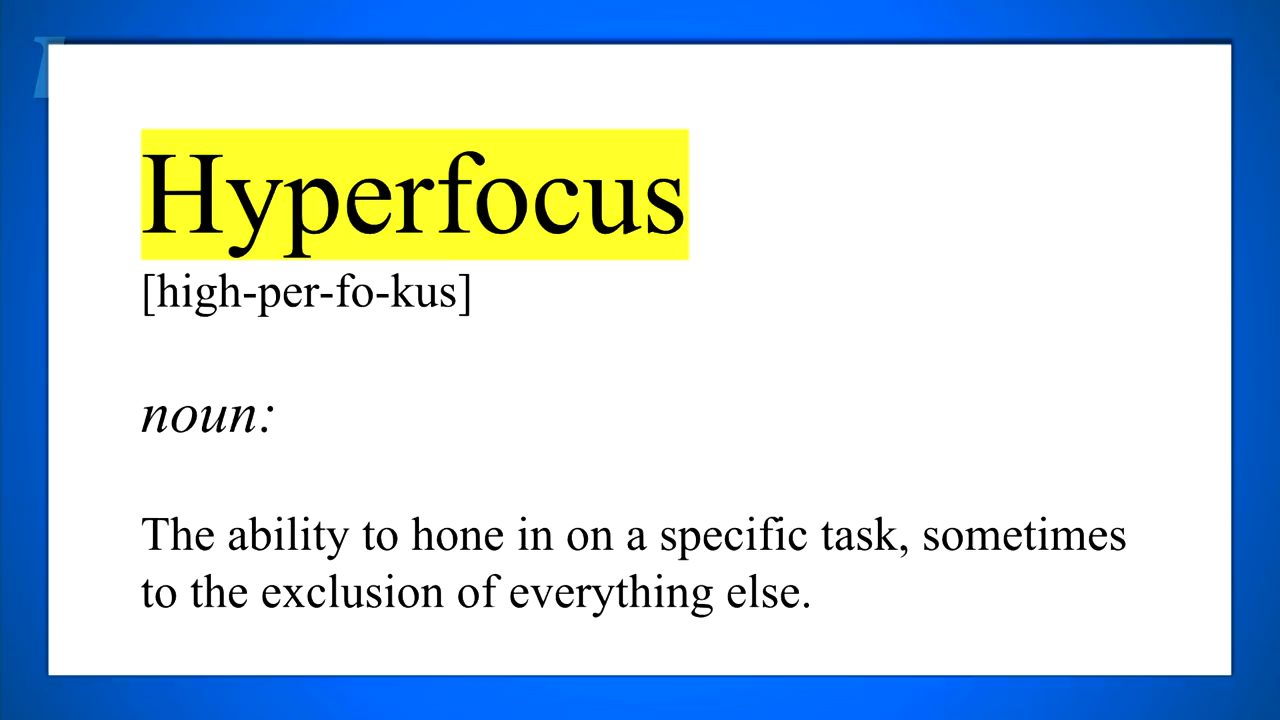 Hyperfocus
[high-per-fo-kus]
noun:
The ability to hone in on a specific task, sometimes
to the exclusion of everything else.